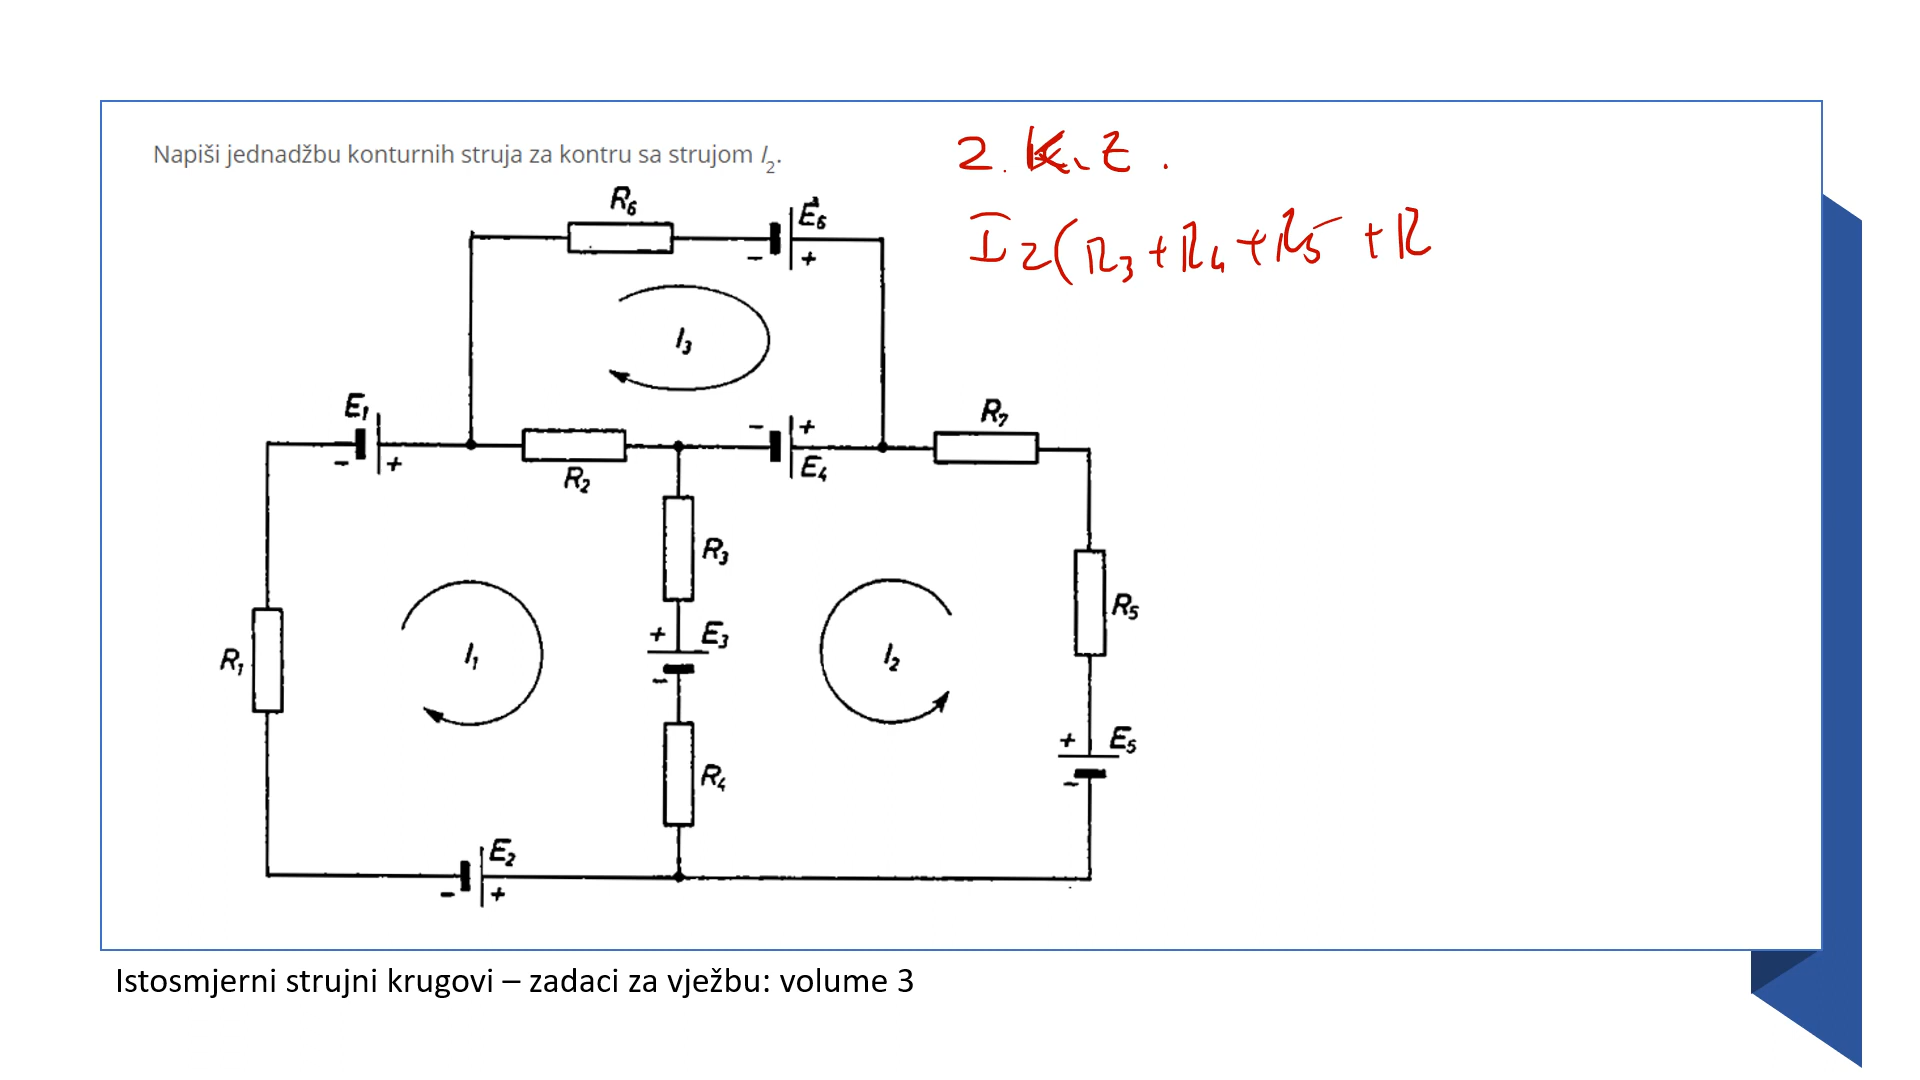 Napiši jednadžbu konturnih struja za kontru sa strujom I₂.
2. K.Z.
I₂(R₃+R₄+R₅+R
R₆
E₆
- +
I₃
E₁
- +
R₂
- +
E₄
R₇
R₃
+ E₃
-
R₅
R₁
I₁
I₂
R₄
+ E₅
-
E₂
- +
Istosmjerni strujni krugovi – zadaci za vježbu: volume 3